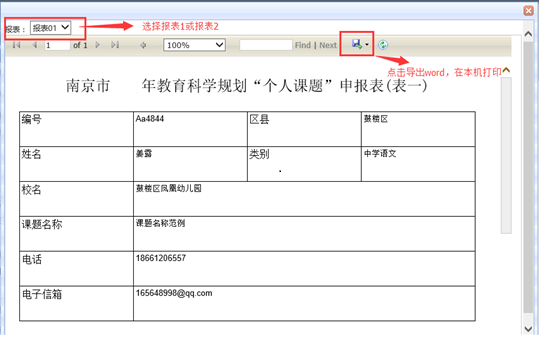 报表： 报表01 选择报表1或报表2
1 of 1 100% Find | Next
点击导出word，在本机打印
南京市 年教育科学规划“个人课题”申报表(表一)
编号 Aa4844 区县 鼓楼区
姓名 姜露 类别 中学语文
校名 鼓楼区凤凰幼儿园
课题名称 课题名称范例
电话 18661206557
电子信箱 165648998@qq.com